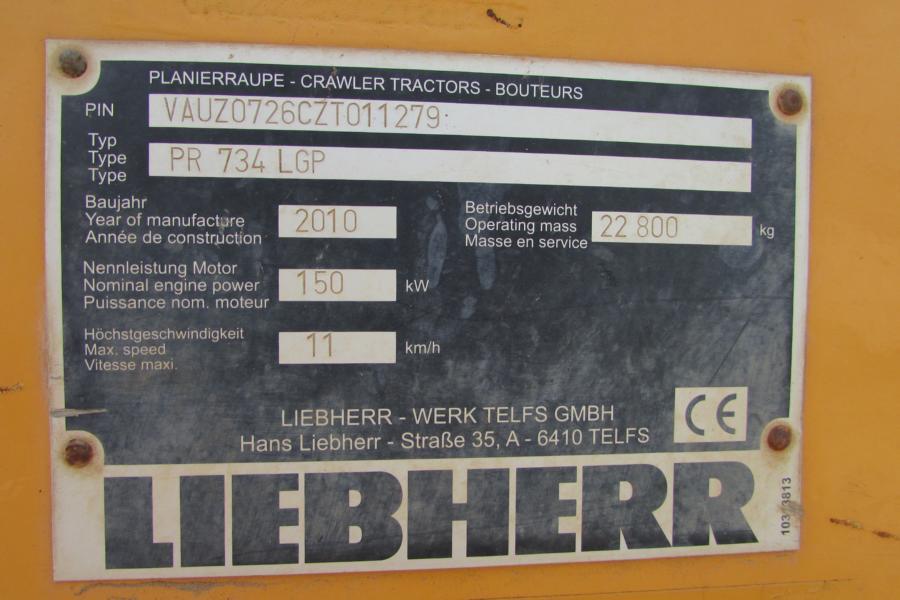 PLANIERRAUPE - CRAWLER TRACTORS - BOUTEURS
PIN VAUZ0726CZT011279
Typ
Type PR 734 LGP
Type
Baujahr
Year of manufacture 2010
Année de construction
Betriebsgewicht
Operating mass 22 800 kg
Masse en service
Nennleistung Motor
Nominal engine power 150 kW
Puissance nom. moteur
Höchstgeschwindigkeit
Max. speed 11 km/h
Vitesse maxi.
LIEBHERR - WERK TELFS GMBH
Hans Liebherr - Straße 35, A - 6410 TELFS
CE
LIEBHERR